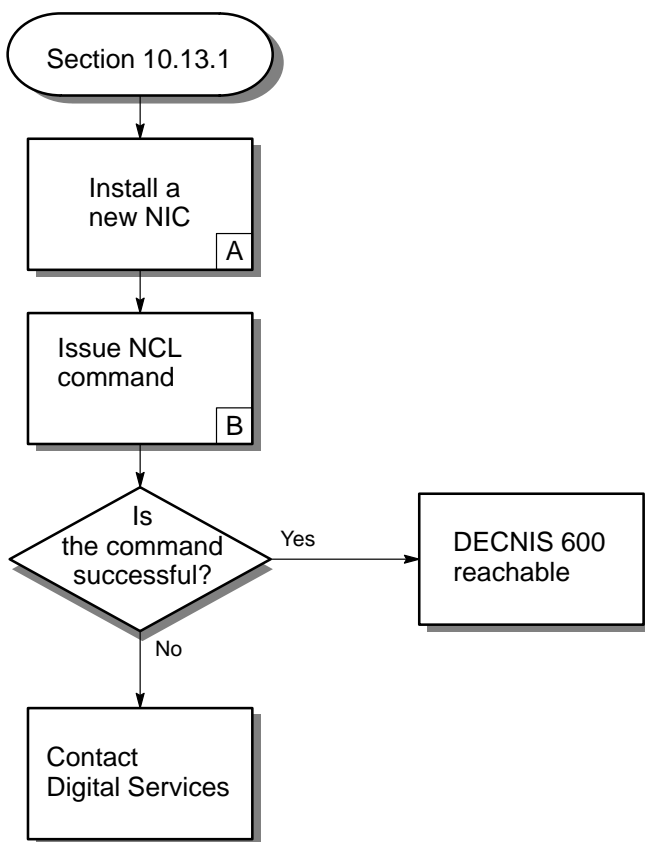 Section 10.13.1
Install a
new NIC
A
Issue NCL
command
B
Is
the command
successful?
Yes
DECNIS 600
reachable
No
Contact
Digital Services